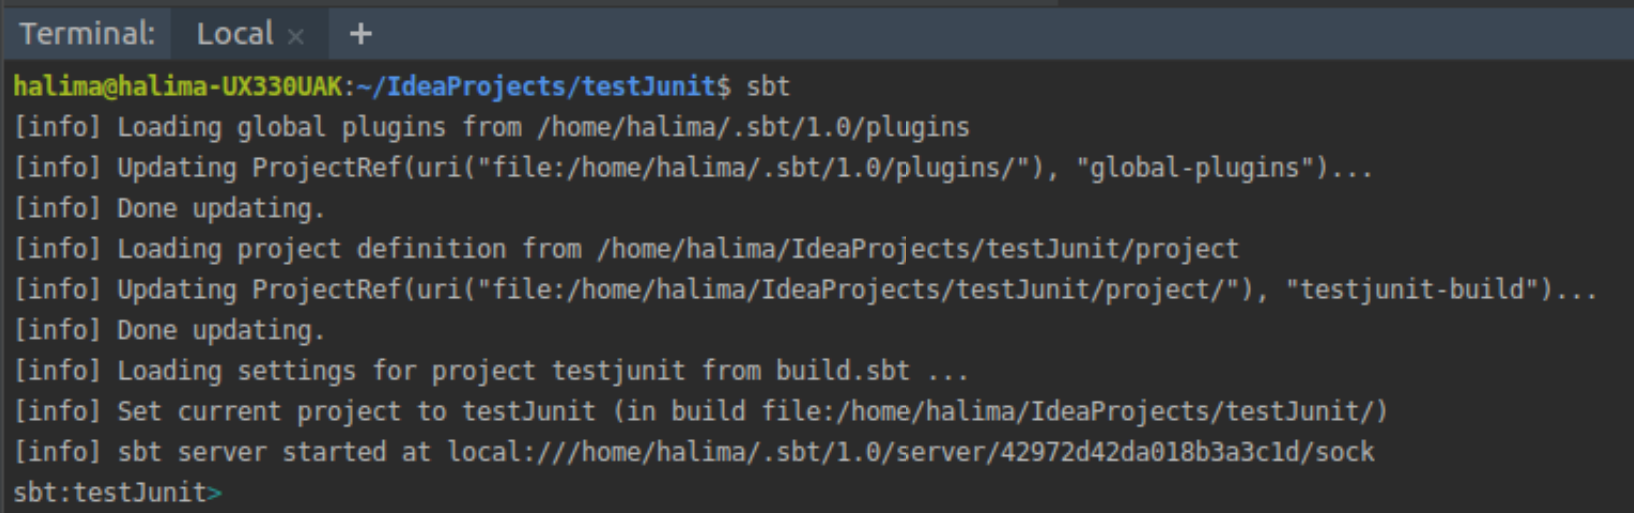 Terminal: Local × +
halima@halima-UX330UAK:~/IdeaProjects/testJunit$ sbt
[info] Loading global plugins from /home/halima/.sbt/1.0/plugins
[info] Updating ProjectRef(uri("file:/home/halima/.sbt/1.0/plugins/"), "global-plugins")...
[info] Done updating.
[info] Loading project definition from /home/halima/IdeaProjects/testJunit/project
[info] Updating ProjectRef(uri("file:/home/halima/IdeaProjects/testJunit/project/"), "testjunit-build")...
[info] Done updating.
[info] Loading settings for project testjunit from build.sbt ...
[info] Set current project to testJunit (in build file:/home/halima/IdeaProjects/testJunit/)
[info] sbt server started at local:///home/halima/.sbt/1.0/server/42972d42da018b3a3c1d/sock
sbt:testJunit>